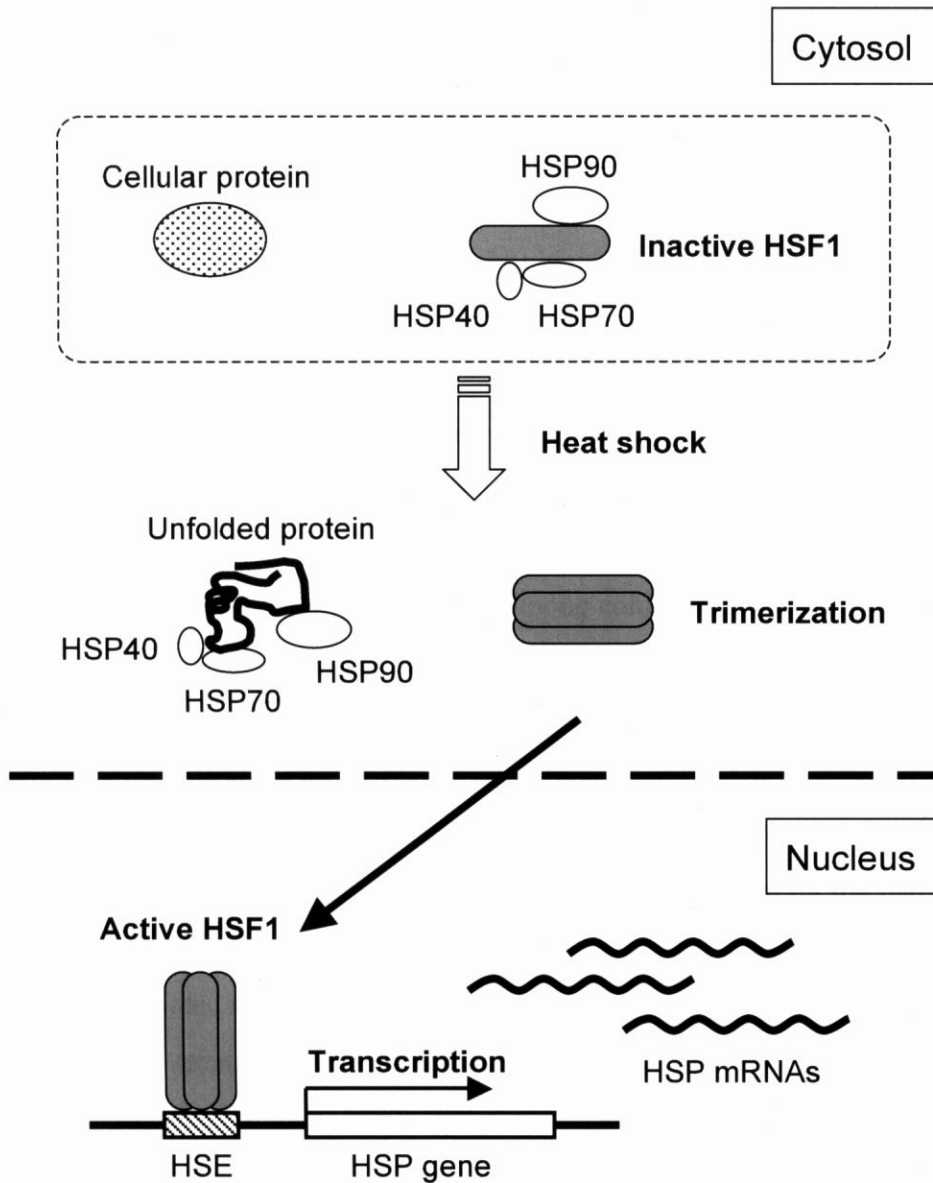 Cytosol
Cellular protein
HSP90
Inactive HSF1
HSP40
HSP70
Heat shock
Unfolded protein
HSP40
HSP70
HSP90
Trimerization
Nucleus
Active HSF1
Transcription
HSP mRNAs
HSE
HSP gene